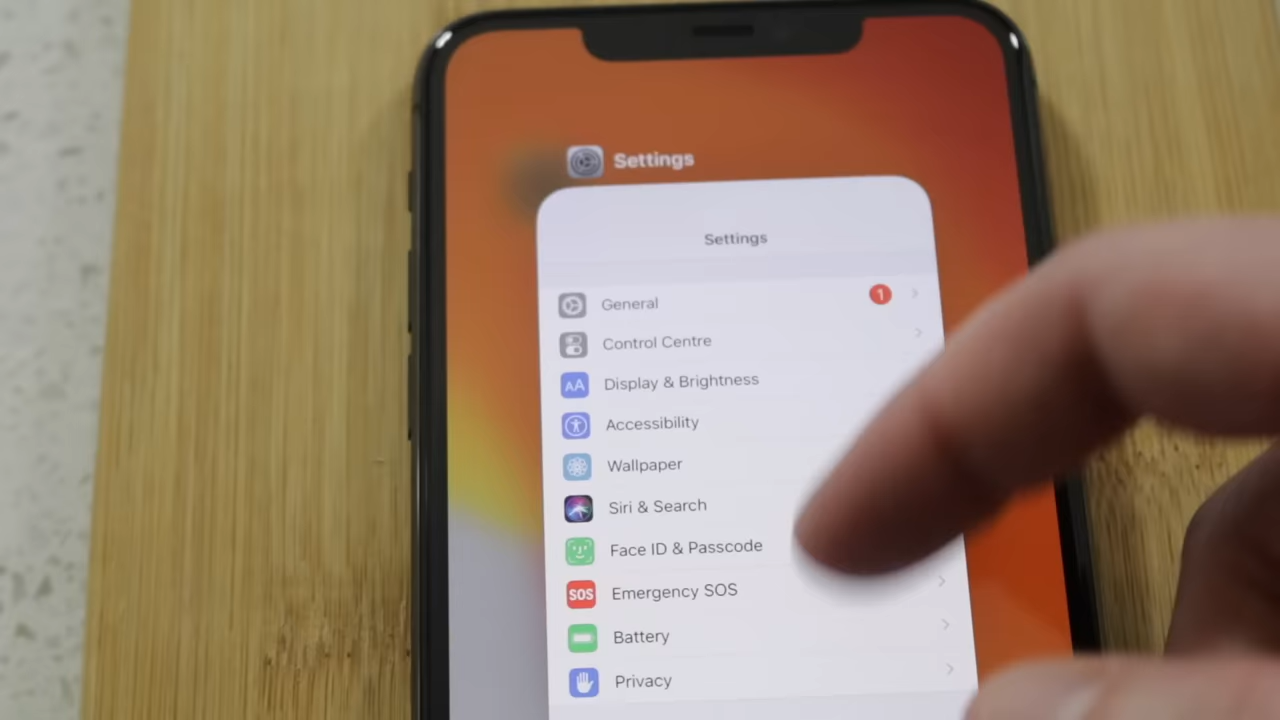 Settings
Settings
General 1
Control Centre
AA Display & Brightness
Accessibility
Wallpaper
Siri & Search
Face ID & Passcode
SOS Emergency SOS
Battery
Privacy